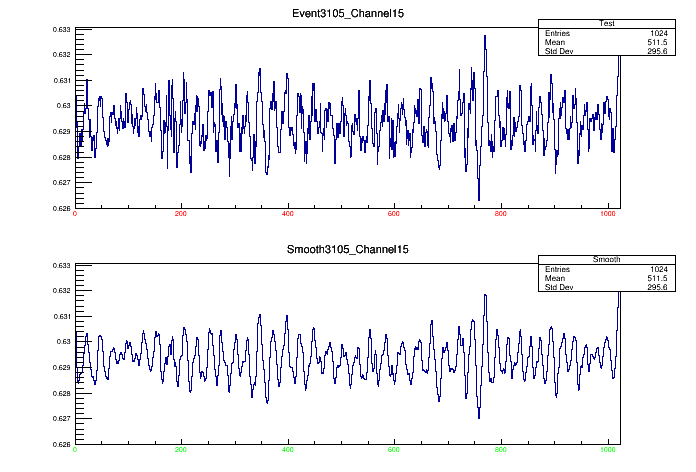 Event3105_Channel15
Test
Entries 1024
Mean 511.5
Std Dev 295.6
0.633
0.632
0.631
0.63
0.629
0.628
0.627
0.626
0 200 400 600 800 1000
Smooth3105_Channel15
Smooth
Entries 1024
Mean 511.5
Std Dev 295.6
0.633
0.632
0.631
0.63
0.629
0.628
0.627
0.626
0 200 400 600 800 1000